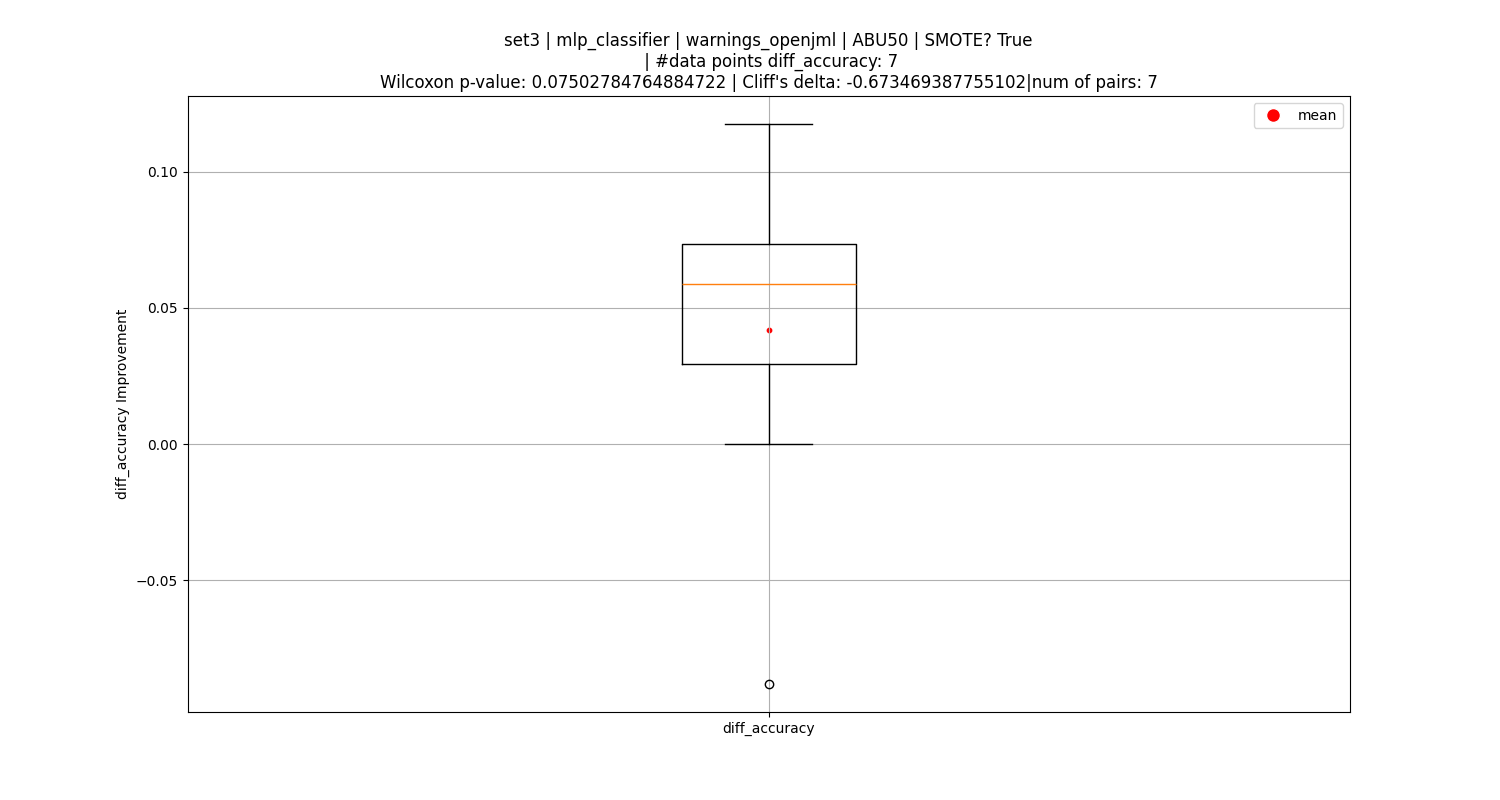 set3 | mlp_classifier | warnings_openjml | ABU50 | SMOTE? True
| #data points diff_accuracy: 7
Wilcoxon p-value: 0.07502784764884722 | Cliff's delta: -0.673469387755102|num of pairs: 7
mean
0.10
0.05
0.00
−0.05
diff_accuracy Improvement
diff_accuracy